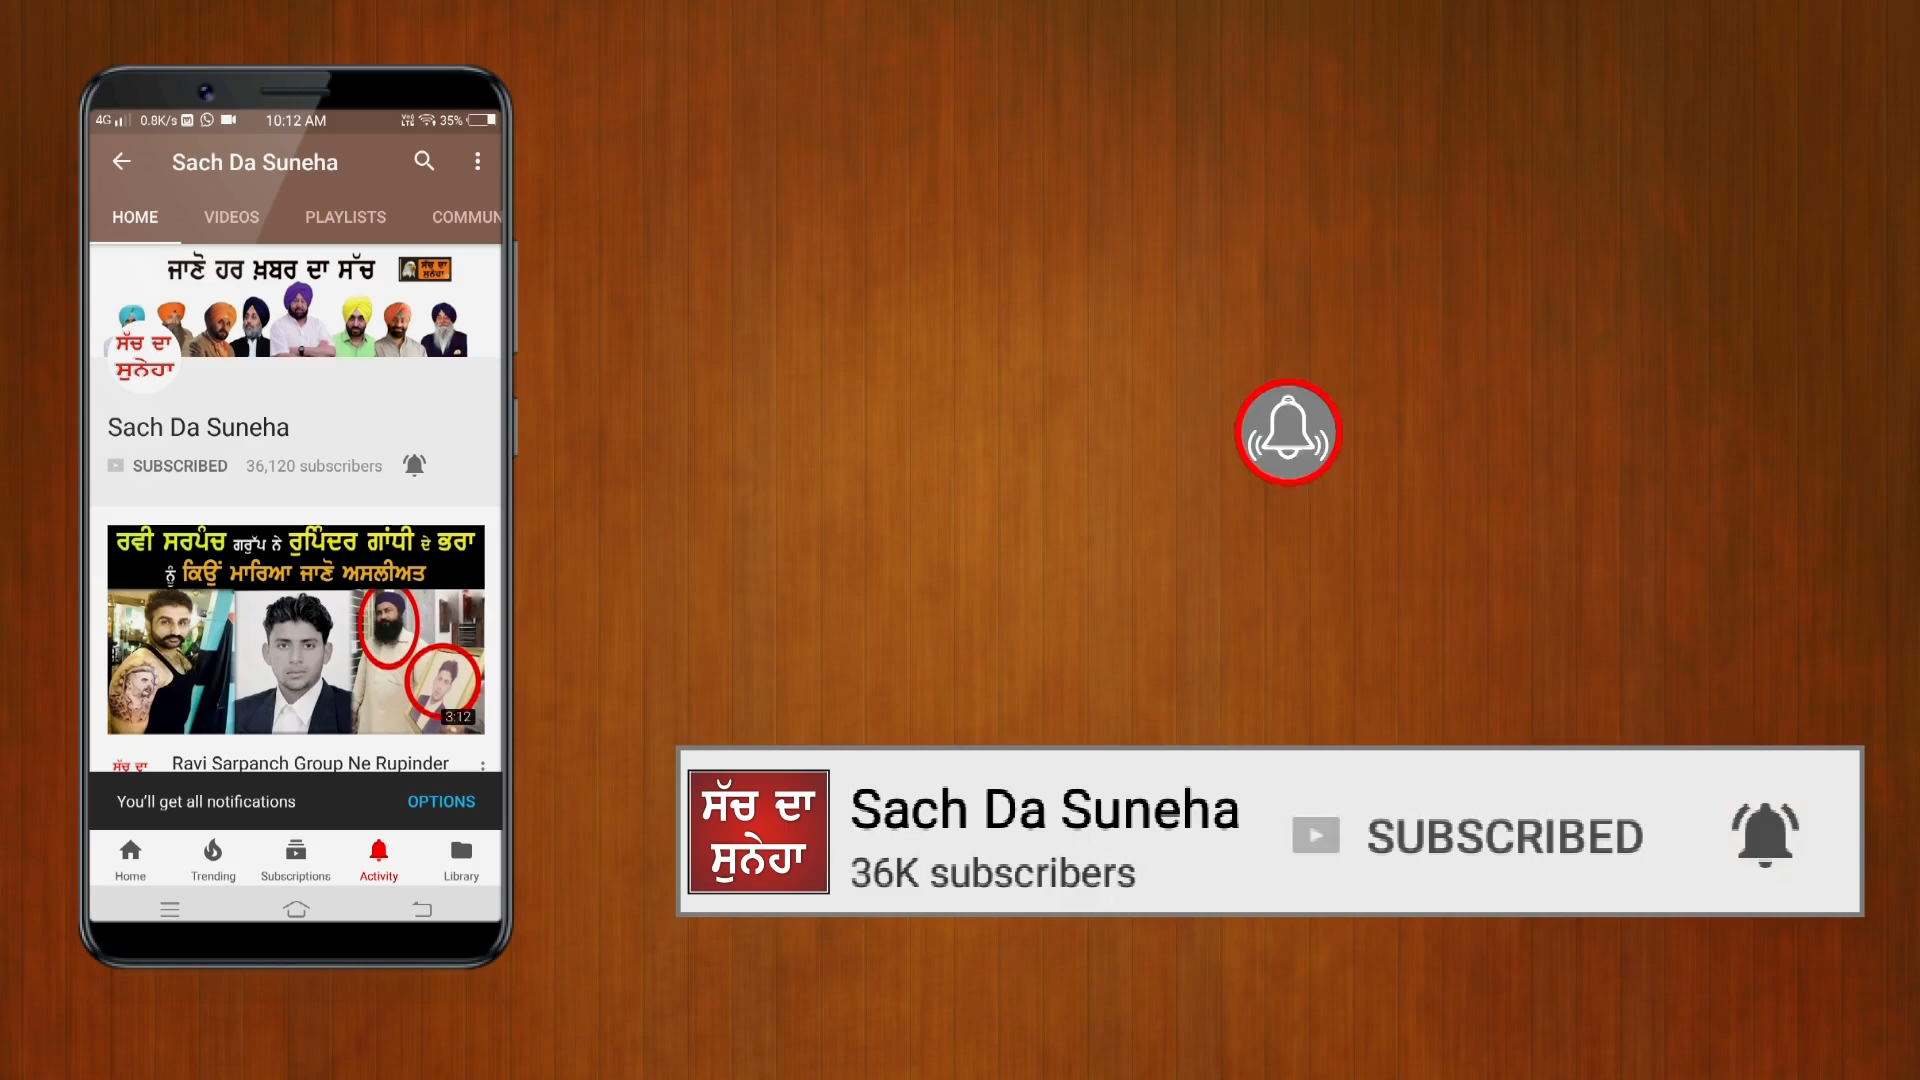 4G 0.8K/s 10:12 AM VoI LTE 35%
Sach Da Suneha
HOME VIDEOS PLAYLISTS COMMUN
ਜਾਣੋ ਹਰ ਖ਼ਬਰ ਦਾ ਸੱਚ
ਸੱਚ ਦਾ
ਸੁਨੇਹਾ
ਸੱਚ ਦਾ
ਸੁਨੇਹਾ
Sach Da Suneha
SUBSCRIBED 36,120 subscribers
ਰਵੀ ਸਰਪੰਚ ਗਰੁੱਪ ਨੇ ਰੁਪਿੰਦਰ ਗਾਂਧੀ ਦੇ ਭਰਾ
ਨੂੰ ਕਿਉਂ ਮਾਰਿਆ ਜਾਣੋ ਅਸਲੀਅਤ
3:12
ਸੱਚ ਦਾ
Ravi Sarpanch Group Ne Rupinder
You'll get all notifications OPTIONS
Home Trending Subscriptions Activity Library
ਸੱਚ ਦਾ
ਸੁਨੇਹਾ
Sach Da Suneha
36K subscribers
SUBSCRIBED